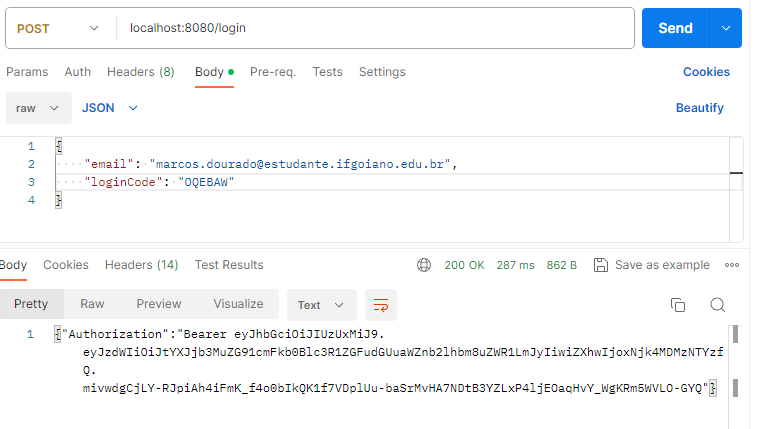 POST localhost:8080/login Send
Params Auth Headers (8) Body Pre-req. Tests Settings Cookies
raw JSON Beautify
1 {
2 "email": "marcos.dourado@estudante.ifgoiano.edu.br",
3 "loginCode": "OQEBAW"
4 }
Body Cookies Headers (14) Test Results 200 OK 287 ms 862 B Save as example
Pretty Raw Preview Visualize Text
1 {"Authorization":"Bearer eyJhbGciOiJIUzUxMiJ9.
eyJzdWIiOiJtYXJjb3MuZG91cmFkb0Blc3R1ZGFudGUuaWZnb2lhbm8uZWR1LmJyIiwiZXhwIjoxNjk4MDMzNTYzf
Q.
mivwdgCjLY-RJpiAh4iFmK_f4o0bIkQK1f7VDplUu-baSrMvHA7NDtB3YZLxP4ljEOaqHvY_WgKRm5WVLO-GYQ"}